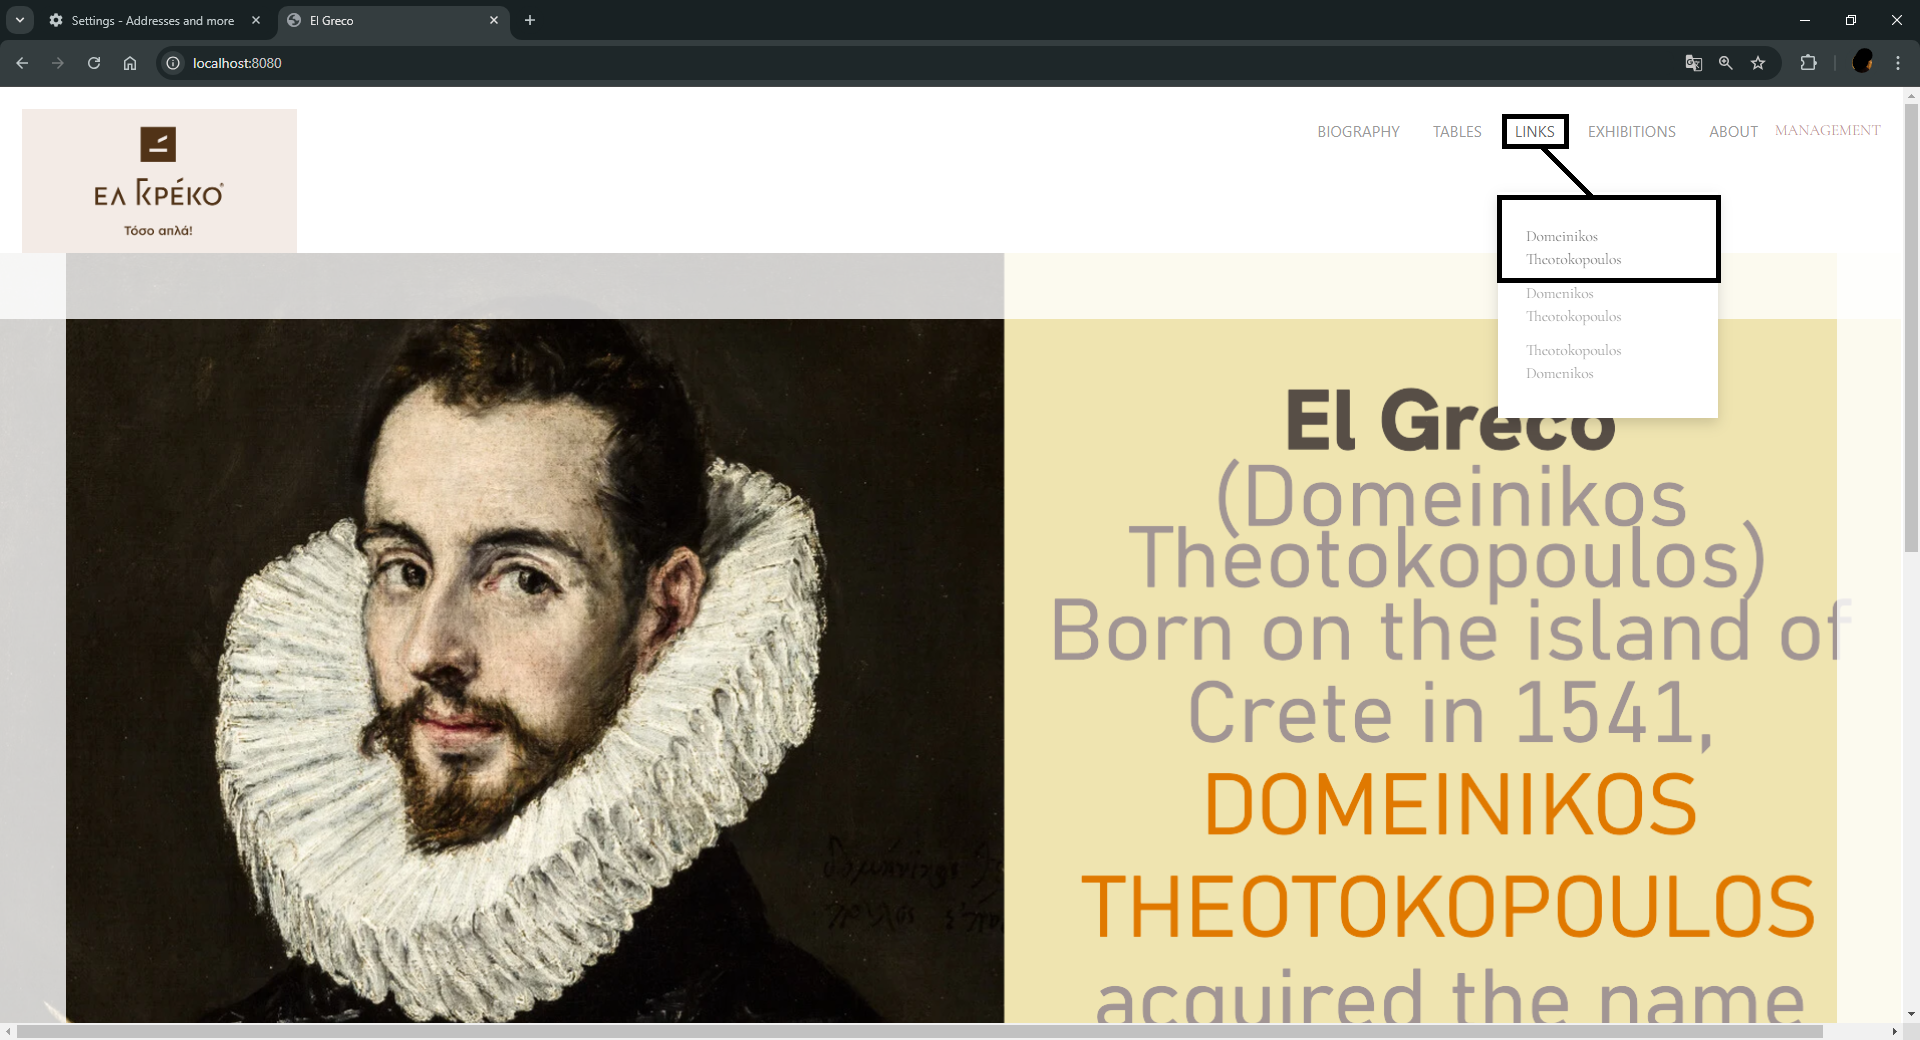 Settings - Addresses and more
El Greco
localhost:8080
BIOGRAPHY
TABLES
LINKS
EXHIBITIONS
ABOUT
MANAGEMENT
ΕΛ ΓΚΡΕΚΟ
Τόσο απλά!
Domeinikos
Theotokopoulos
Domenikos
Theotokopoulos
Theotokopoulos
Domenikos
El Greco
(Domeinikos
Theotokopoulos)
Born on the island of
Crete in 1541,
DOMEINIKOS
THEOTOKOPOULOS
acquired the name